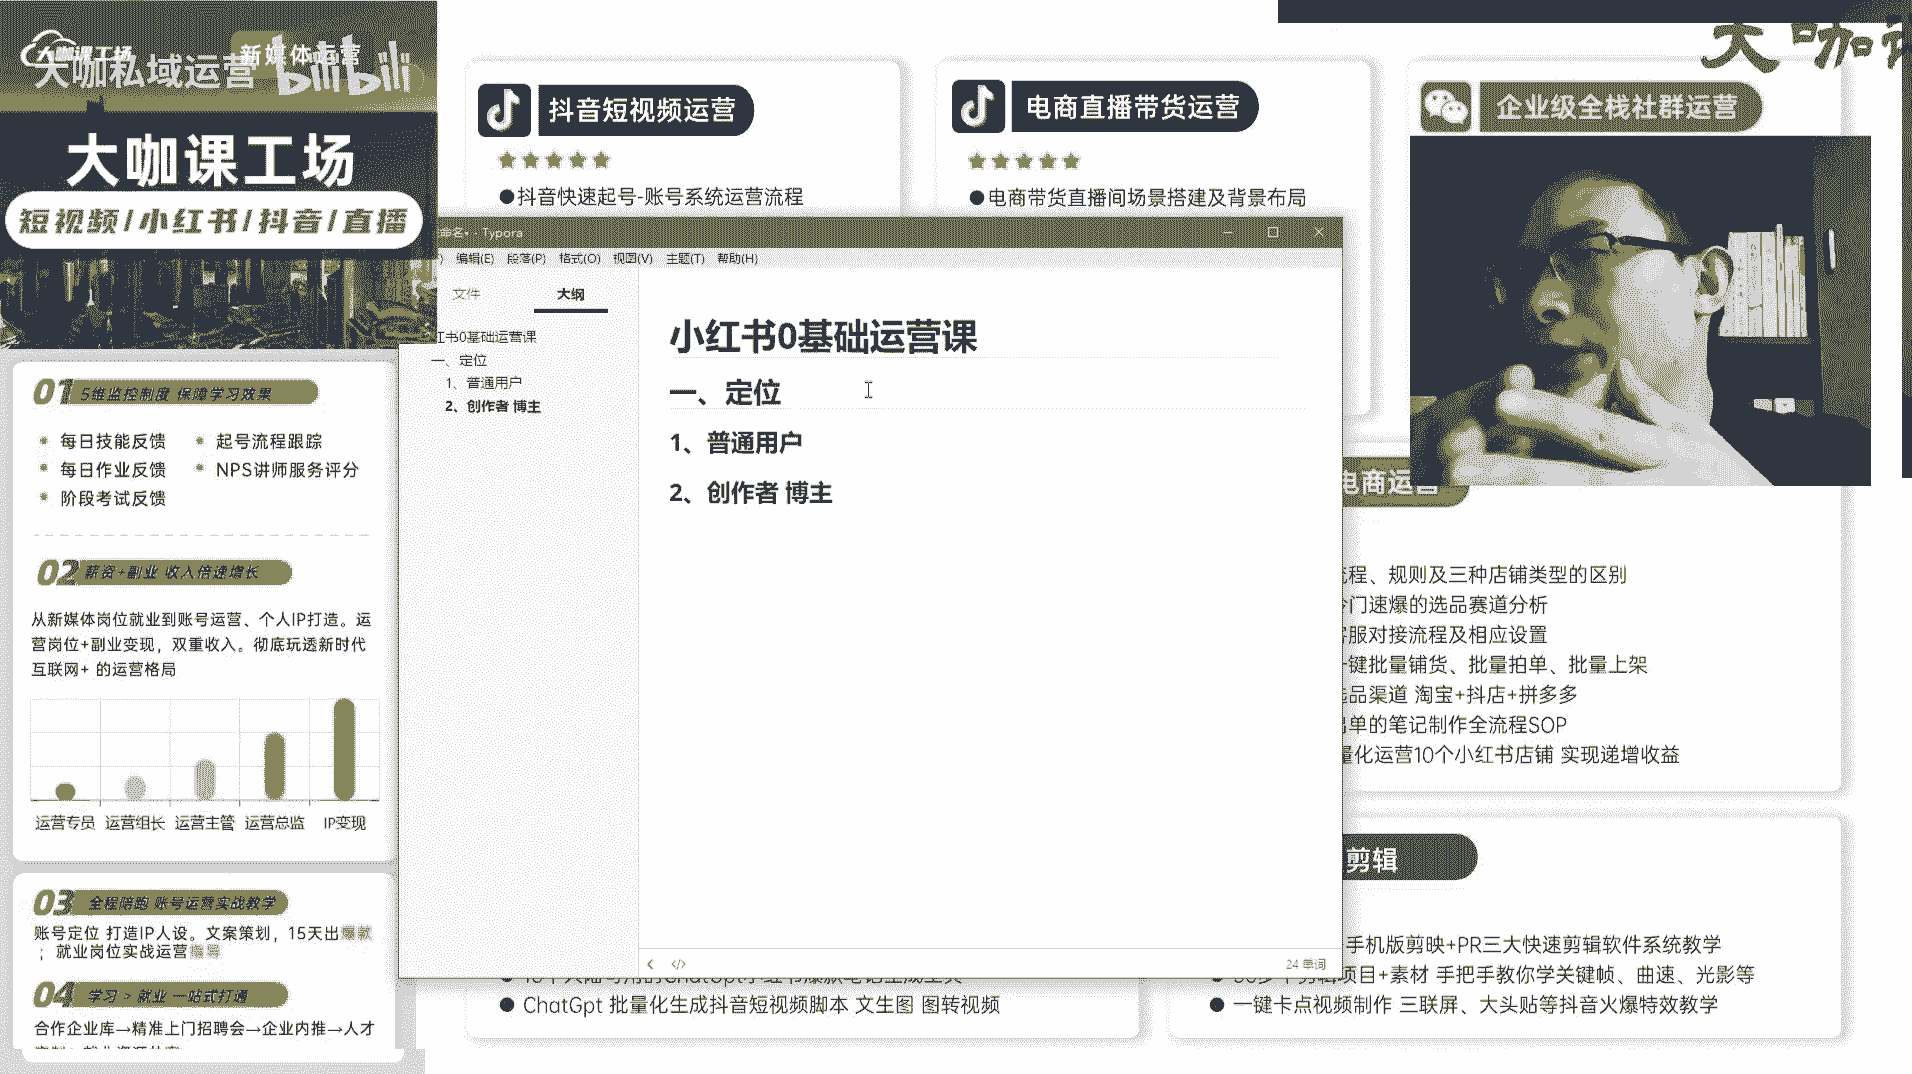 大咖课工场
新媒体运营
大咖私域运营
bilibili
大咖课工场
短视频/小红书/抖音/直播
01 5维监控制度 保障学习效果
每日技能反馈
起号流程跟踪
每日作业反馈
NPS讲师服务评分
阶段考试反馈
02 薪资+副业 收入倍速增长
从新媒体岗位就业到账号运营、个人IP打造。运
营岗位+副业变现，双重收入。彻底玩透新时代
互联网+ 的运营格局
运营专员 运营组长 运营主管 运营总监 IP变现
03 全程陪跑 账号运营实战教学
账号定位 打造IP人设。文案策划，15天出爆款
；就业岗位实战运营指导
04 学习 > 就业 一站式打通
合作企业库→精准上门招聘会→企业内推→人才
抖音短视频运营
●抖音快速起号-账号系统运营流程
电商直播带货运营
●电商带货直播间场景搭建及背景布局
大咖
企业级全栈社群运营
命名• - Typora
编辑(E) 段落(P) 格式(O) 视图(V) 主题(T) 帮助(H)
文件 大纲
红书0基础运营课
一、定位
1、普通用户
2、创作者 博主
小红书0基础运营课
一、定位
1、普通用户
2、创作者 博主
24 单词
电商运营
流程、规则及三种店铺类型的区别
冷门速爆的选品赛道分析
客服对接流程及相应设置
一键批量铺货、批量拍单、批量上架
选品渠道 淘宝+抖店+拼多多
出单的笔记制作全流程SOP
量化运营10个小红书店铺 实现递增收益
● ChatGpt 批量化生成抖音短视频脚本 文生图 图转视频
剪辑
手机版剪映+PR三大快速剪辑软件系统教学
项目+素材 手把手教你学关键帧、曲速、光影等
● 一键卡点视频制作 三联屏、大头贴等抖音火爆特效教学